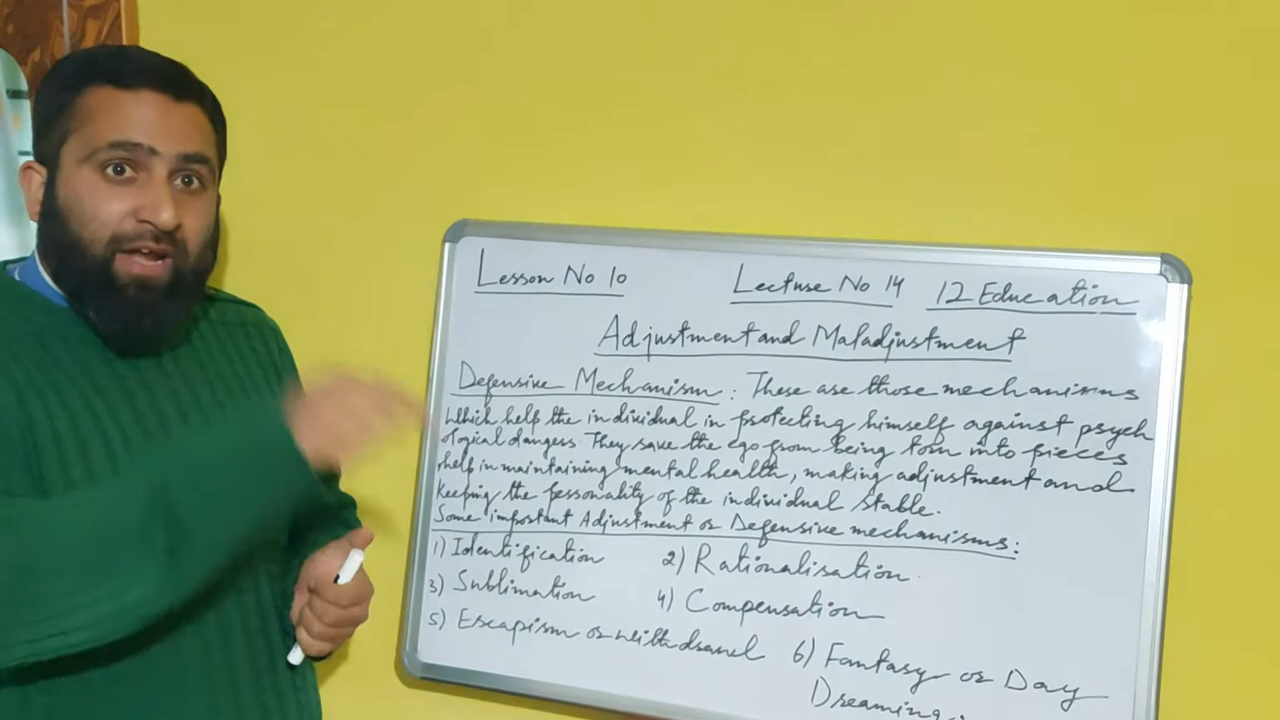 Lesson No 10 Lecture No 14 12 Education
Adjustment and Maladjustment
Defensive Mechanism : These are those mechanisms
which help the individual in protecting himself against psych
ological dangers. They save the ego from being torn into pieces
help in maintaining mental health, making adjustment and
keeping the personality of the individual stable.
Some important Adjustment or Defensive mechanisms:
1) Identification 2) Rationalisation.
3) Sublimation 4) Compensation
5) Escapism or withdrawel 6) Fantasy or Day
Dreaming.